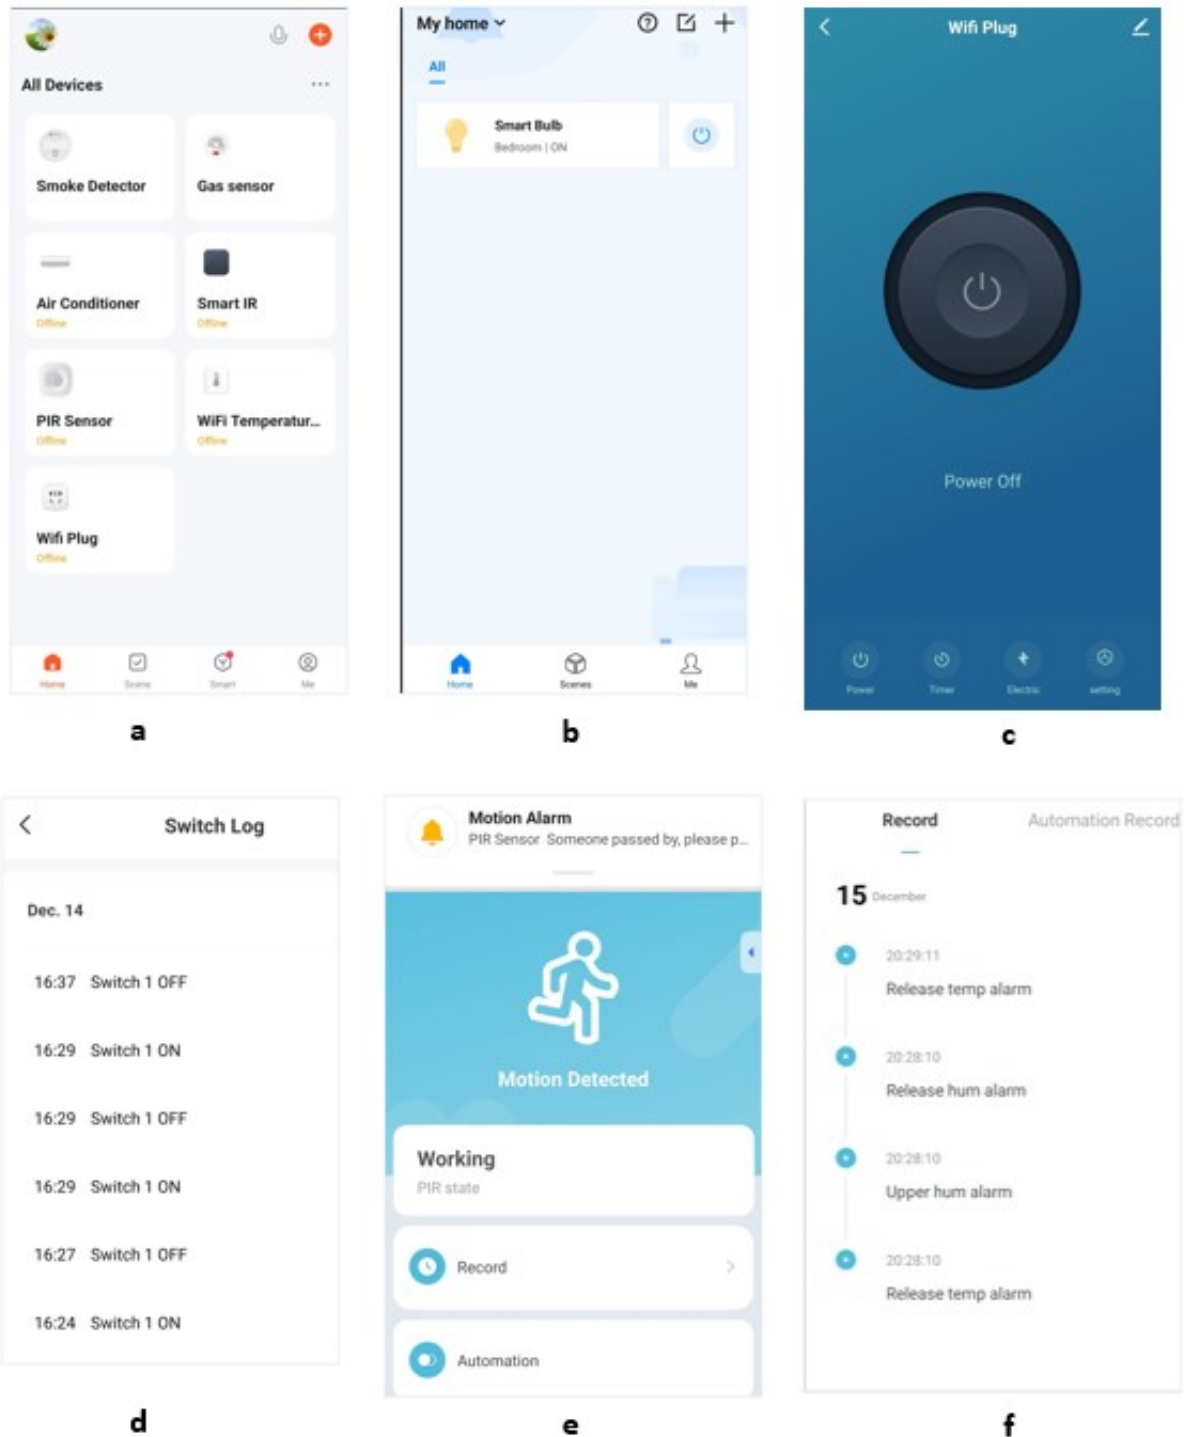 All Devices
Smoke Detector
Gas sensor
Air Conditioner
Offline
Smart IR
Offline
PIR Sensor
Offline
WiFi Temperatur...
Offline
Wifi Plug
Offline
Home
Scene
Smart
Me
a
My home
All
Smart Bulb
Bedroom | ON
Home
Scenes
Me
b
Wifi Plug
Power Off
Power
Timer
Electric
setting
c
Switch Log
Dec. 14
16:37 Switch 1 OFF
16:29 Switch 1 ON
16:29 Switch 1 OFF
16:29 Switch 1 ON
16:27 Switch 1 OFF
16:24 Switch 1 ON
d
Motion Alarm
PIR Sensor Someone passed by, please p...
Motion Detected
Working
PIR state
Record
Automation
e
Record Automation Record
15 December
20:29:11
Release temp alarm
20:28:10
Release hum alarm
20:28:10
Upper hum alarm
20:28:10
Release temp alarm
f